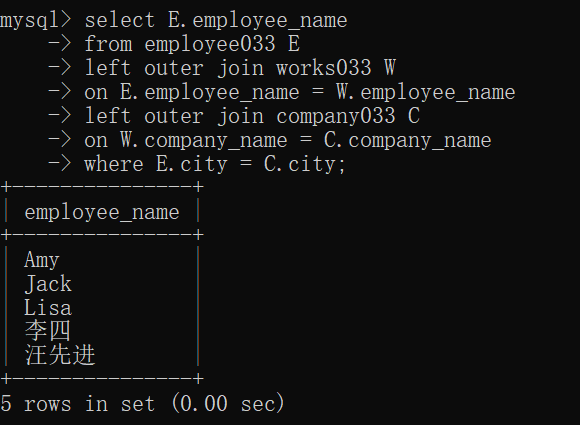 mysql> select E.employee_name
-> from employee033 E
-> left outer join works033 W
-> on E.employee_name = W.employee_name
-> left outer join company033 C
-> on W.company_name = C.company_name
-> where E.city = C.city;
+---------------+
| employee_name |
+---------------+
| Amy           |
| Jack          |
| Lisa          |
| 李四          |
| 汪先进        |
+---------------+
5 rows in set (0.00 sec)